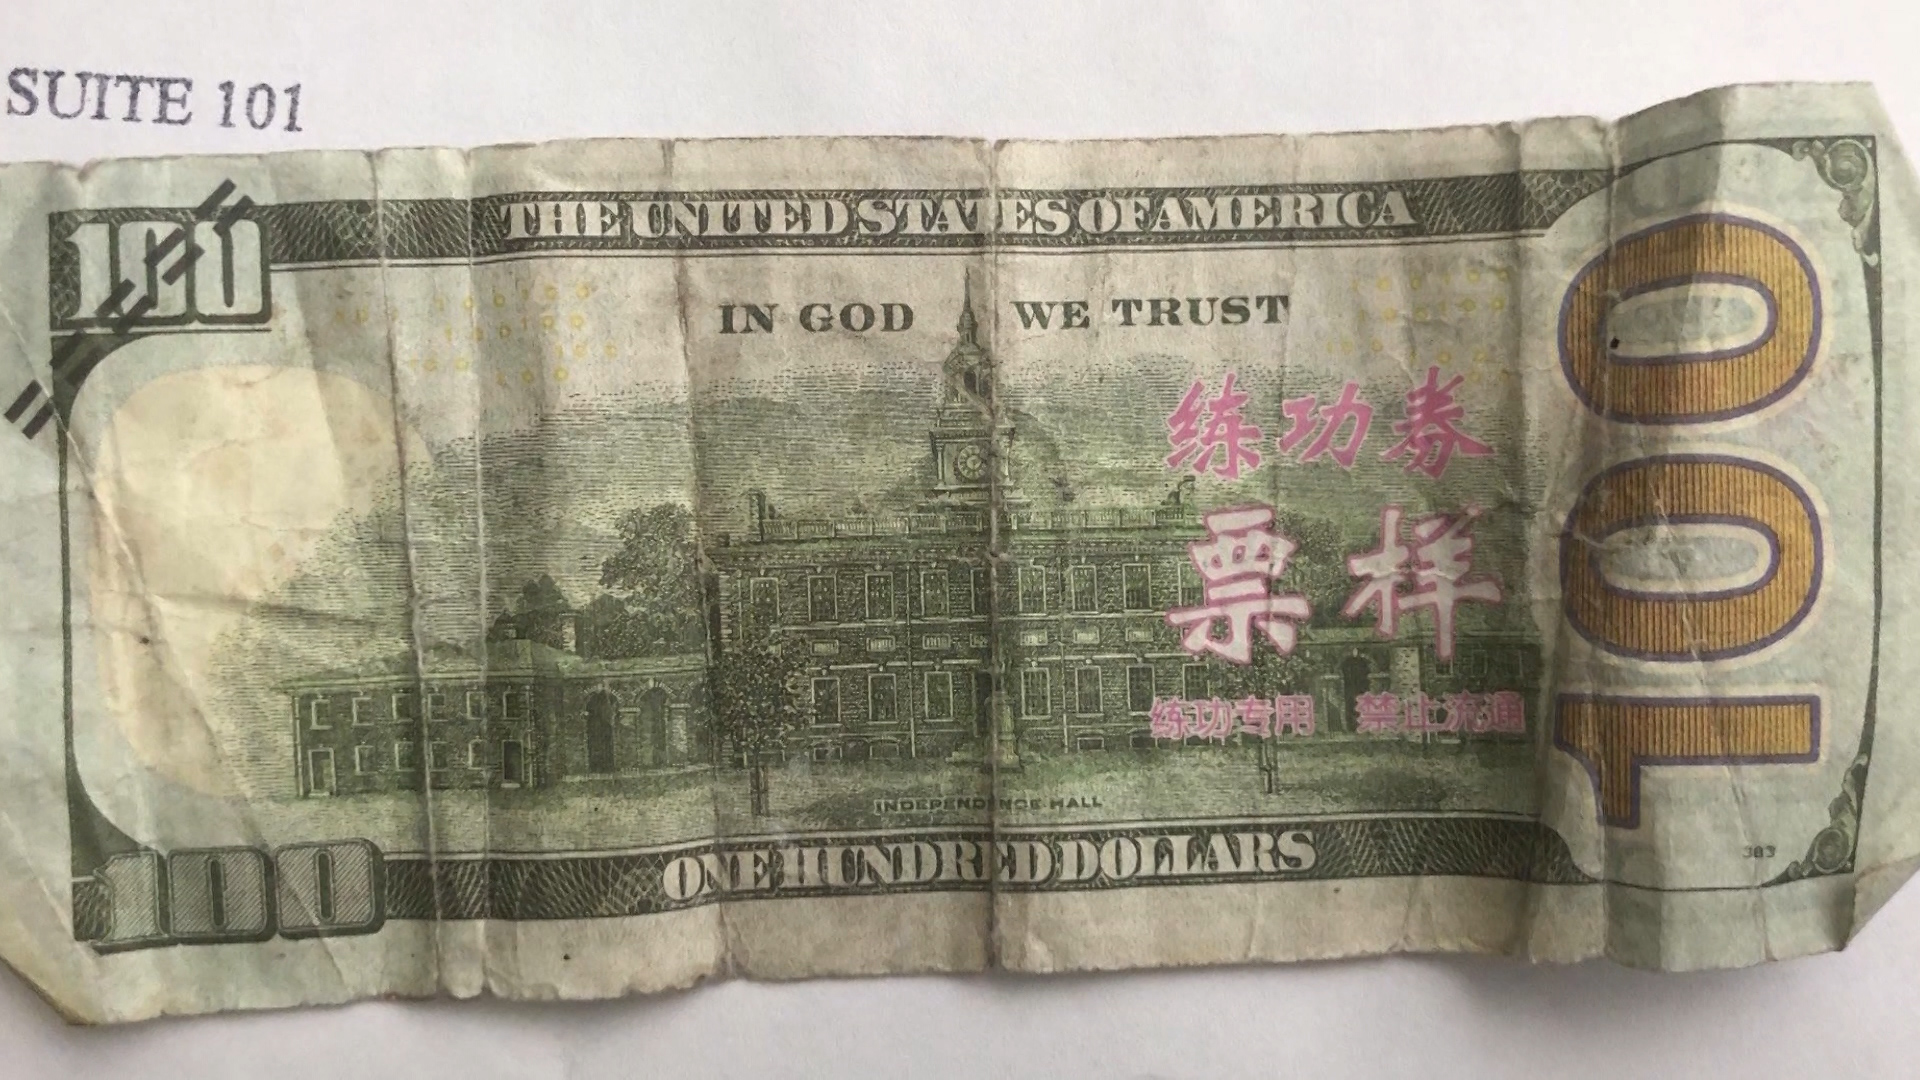 SUITE 101
100
THE UNITED STATES OF AMERICA
IN GOD WE TRUST
练功券
票样
练功专用 禁止流通
100
INDEPENDENCE HALL
100
ONE HUNDRED DOLLARS
383